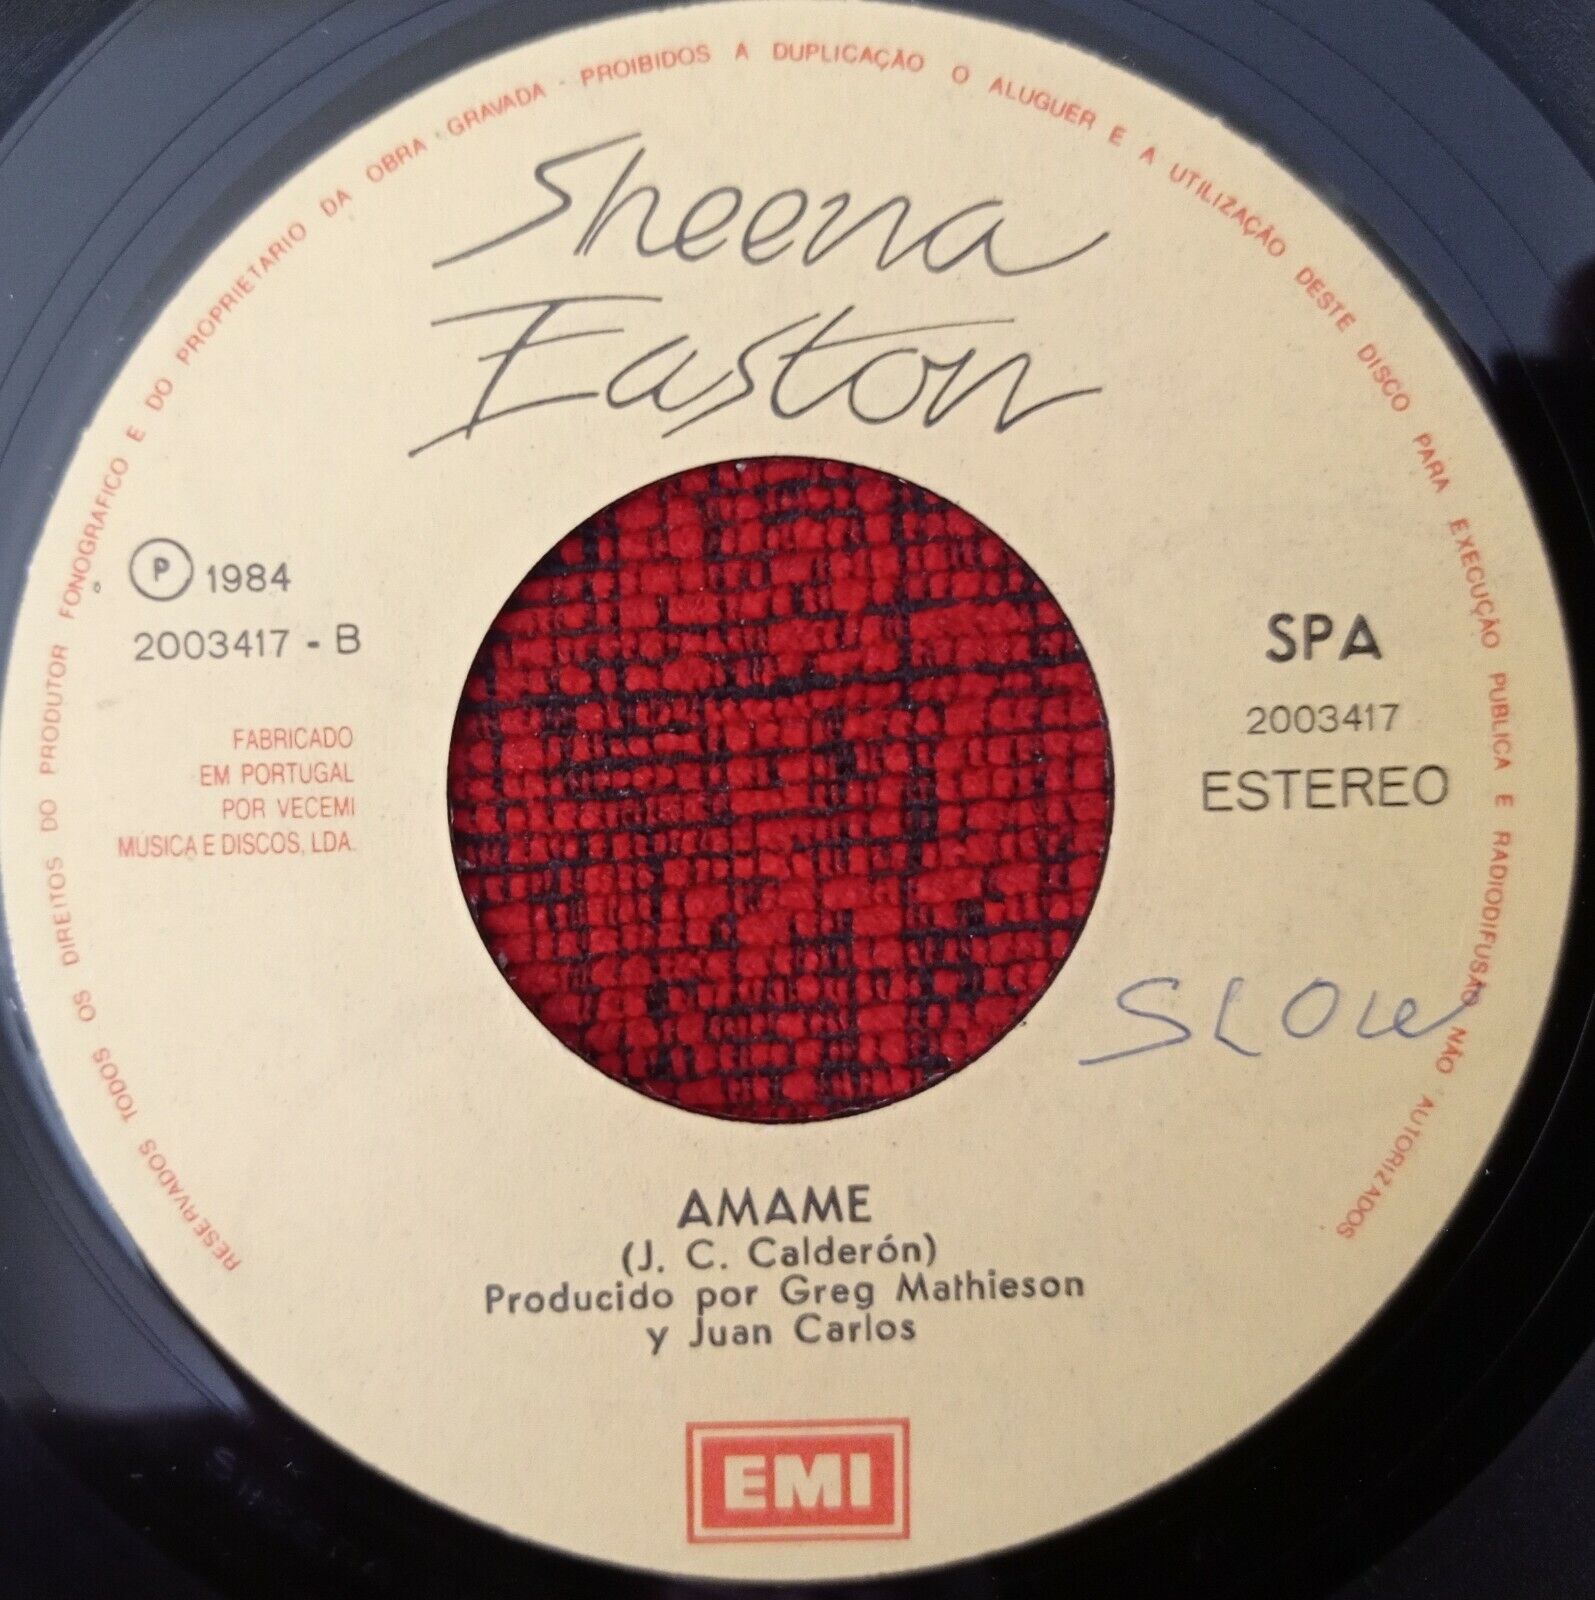 RESERVADOS TODOS OS DIREITOS DO PRODUTOR FONOGRAFICO E DO PROPRIETARIO DA OBRA GRAVADA - PROIBIDOS A DUPLICAÇÃO O ALUGUER E A UTILIZAÇÃO DESTE DISCO PARA EXECUÇÃO PUBLICA E RADIODIFUSÃO NÃO AUTORIZADOS
Sheena
Easton
Ⓟ 1984
2003417 - B
FABRICADO
EM PORTUGAL
POR VECEMI
MÚSICA E DISCOS, LDA.
SPA
2003417
ESTEREO
SLOW
AMAME
(J. C. Calderón)
Producido por Greg Mathieson
y Juan Carlos
EMI